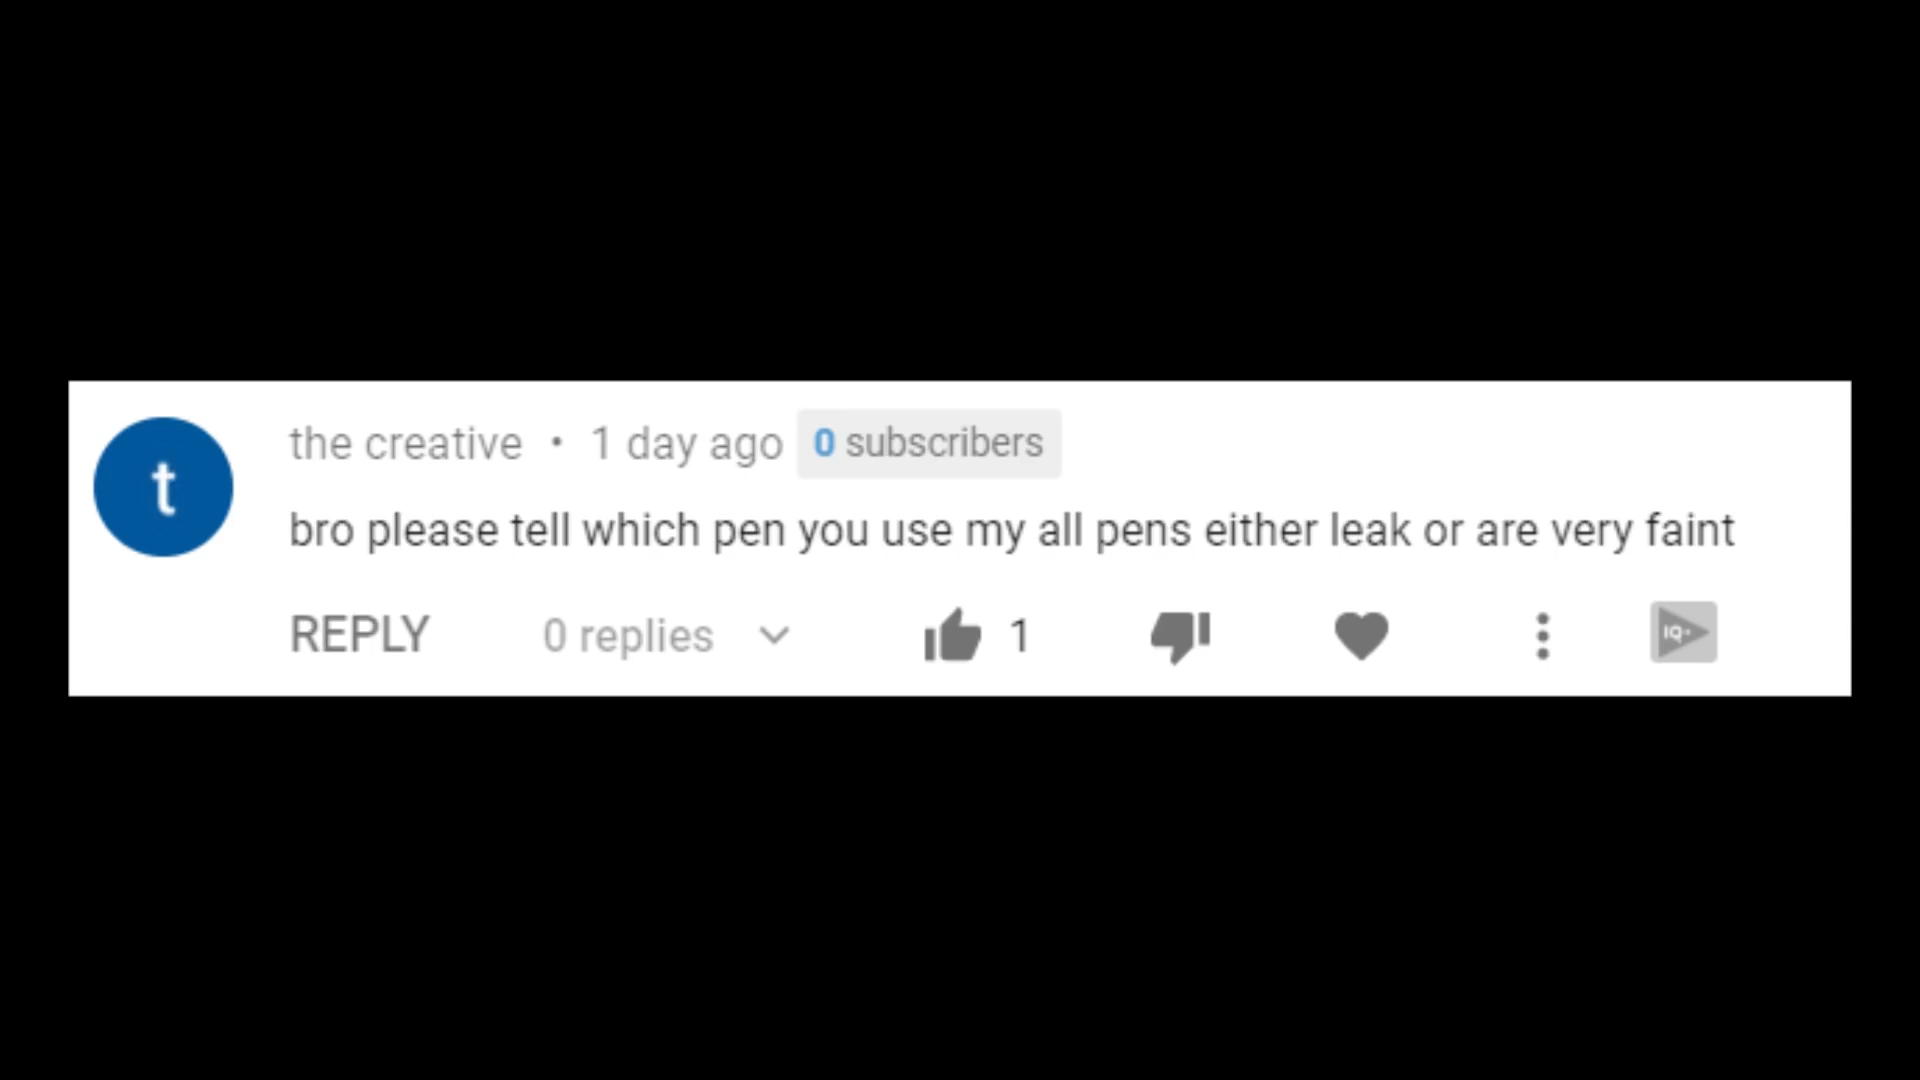 t
the creative • 1 day ago 0 subscribers
bro please tell which pen you use my all pens either leak or are very faint
REPLY 0 replies 1 IQ